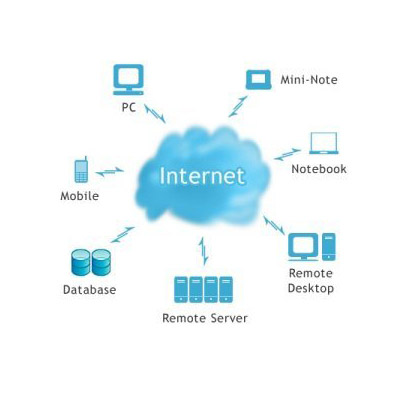 Mini-Note
PC
Internet
Notebook
Mobile
Remote
Desktop
Database
Remote Server